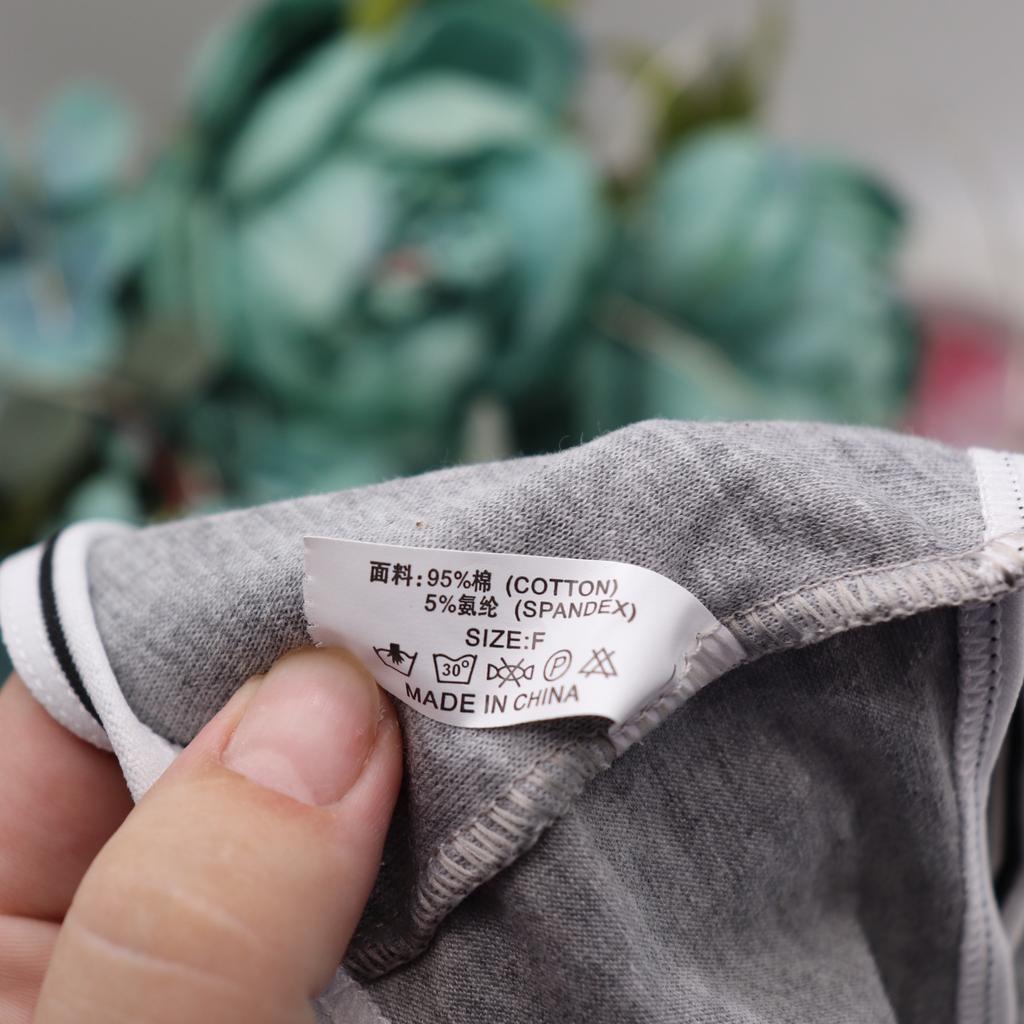 面料:95%棉 (COTTON)
5%氨纶 (SPANDEX)
SIZE:F
30° P
MADE IN CHINA